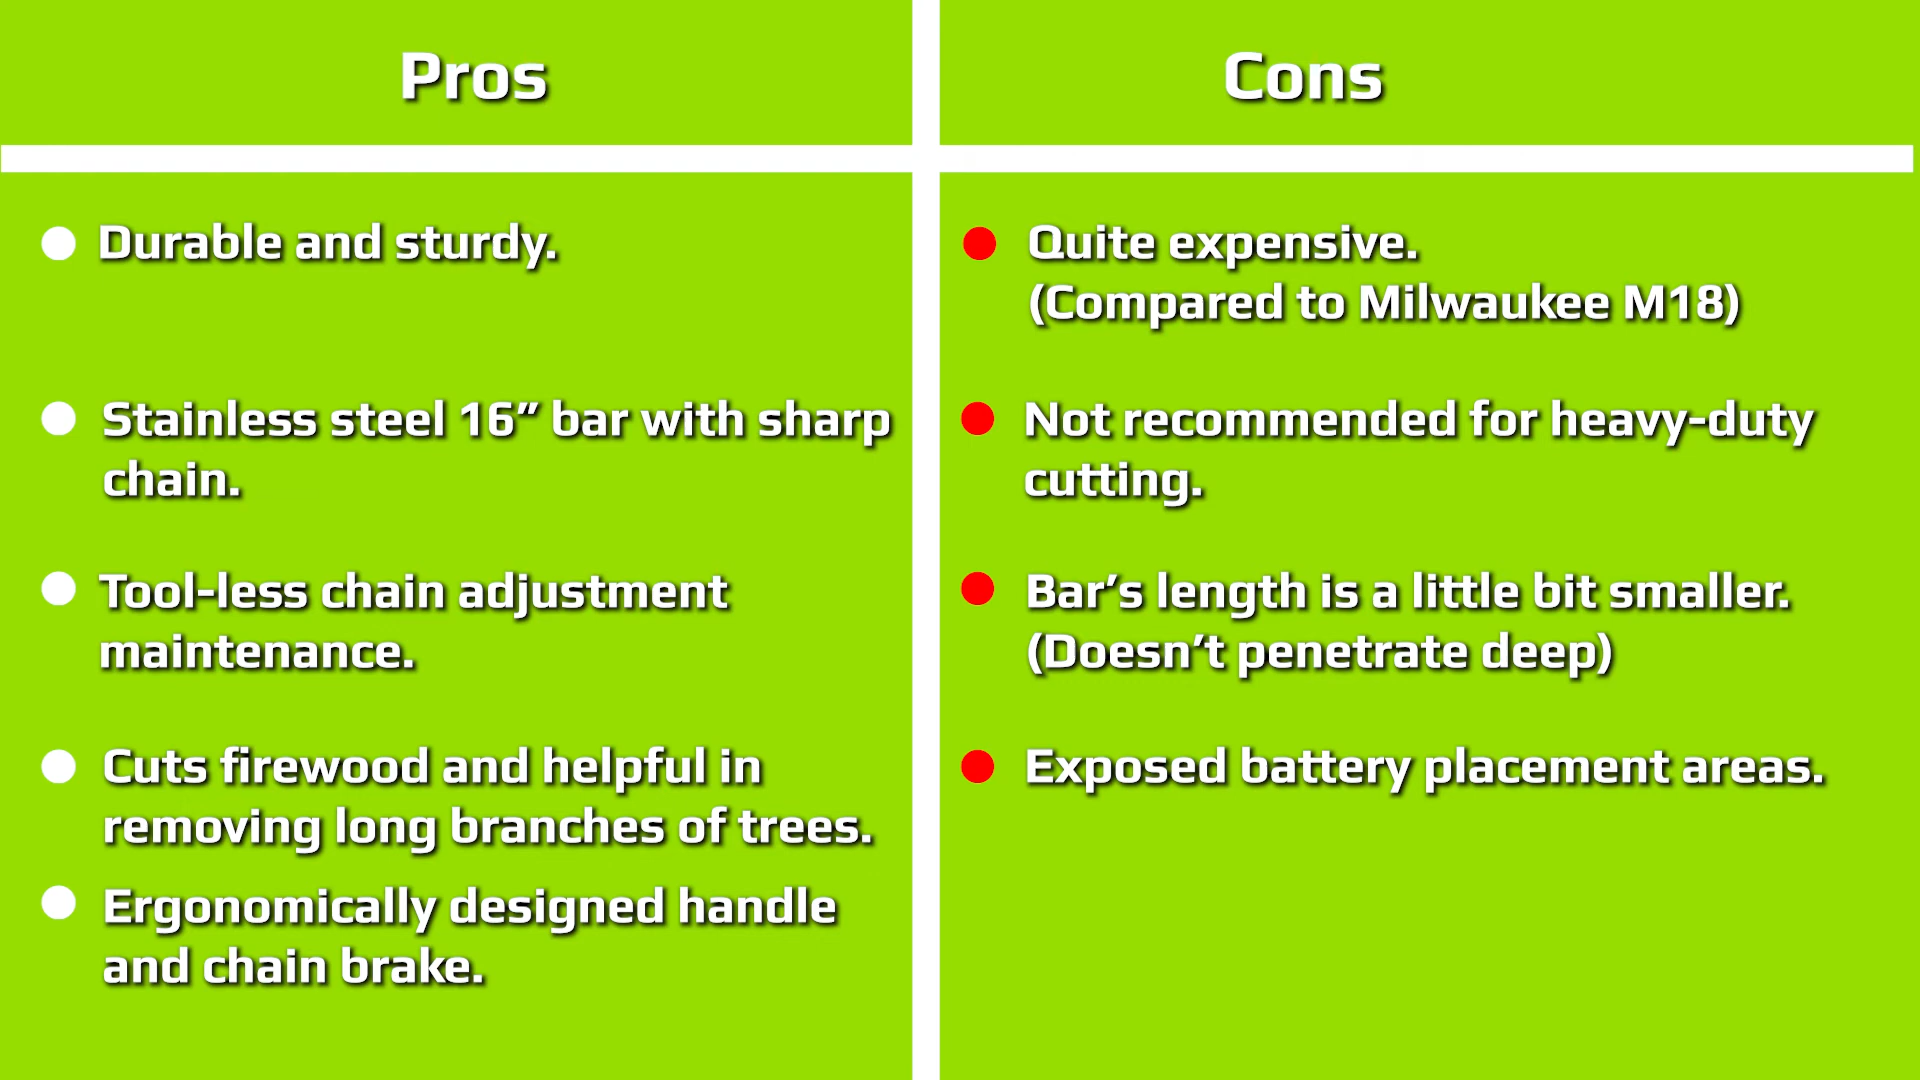 Pros
Cons
Durable and sturdy.
Stainless steel 16” bar with sharp
chain.
Tool-less chain adjustment
maintenance.
Cuts firewood and helpful in
removing long branches of trees.
Ergonomically designed handle
and chain brake.
Quite expensive.
(Compared to Milwaukee M18)
Not recommended for heavy-duty
cutting.
Bar’s length is a little bit smaller.
(Doesn’t penetrate deep)
Exposed battery placement areas.